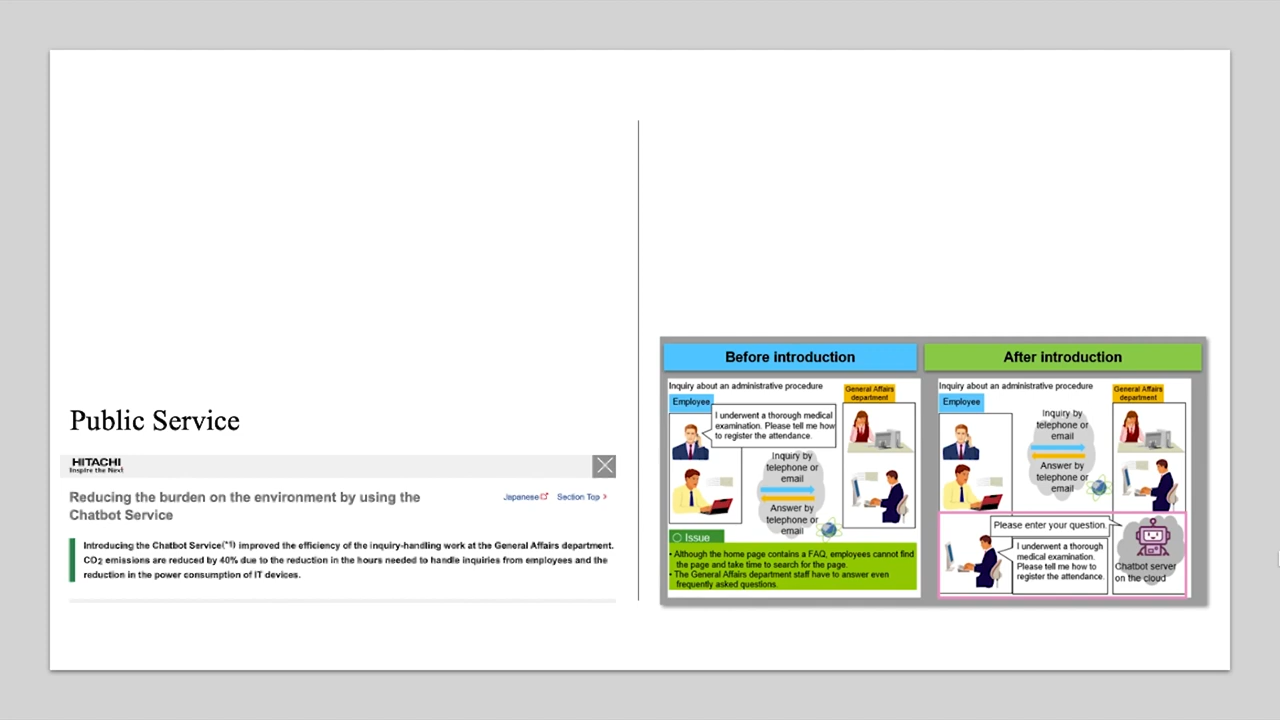 Public Service
HITACHI
Inspire the Next
Reducing the burden on the environment by using the
Chatbot Service
Japanese
Section Top >
Introducing the Chatbot Service(*1) improved the efficiency of the inquiry-handling work at the General Affairs department.
CO2 emissions are reduced by 40% due to the reduction in the hours needed to handle inquiries from employees and the
reduction in the power consumption of IT devices.
Before introduction
Inquiry about an administrative procedure
Employee
General Affairs
department
I underwent a thorough medical
examination. Please tell me how
to register the attendance.
Inquiry by
telephone or
email
Answer by
telephone or
email
Issue
• Although the home page contains a FAQ, employees cannot find
the page and take time to search for the page.
• The General Affairs department staff have to answer even
frequently asked questions.
After introduction
Inquiry about an administrative procedure
Employee
General Affairs
department
Inquiry by
telephone or
email
Answer by
telephone or
email
Please enter your question.
I underwent a thorough
medical examination.
Please tell me how to
register the attendance.
Chatbot server
on the cloud